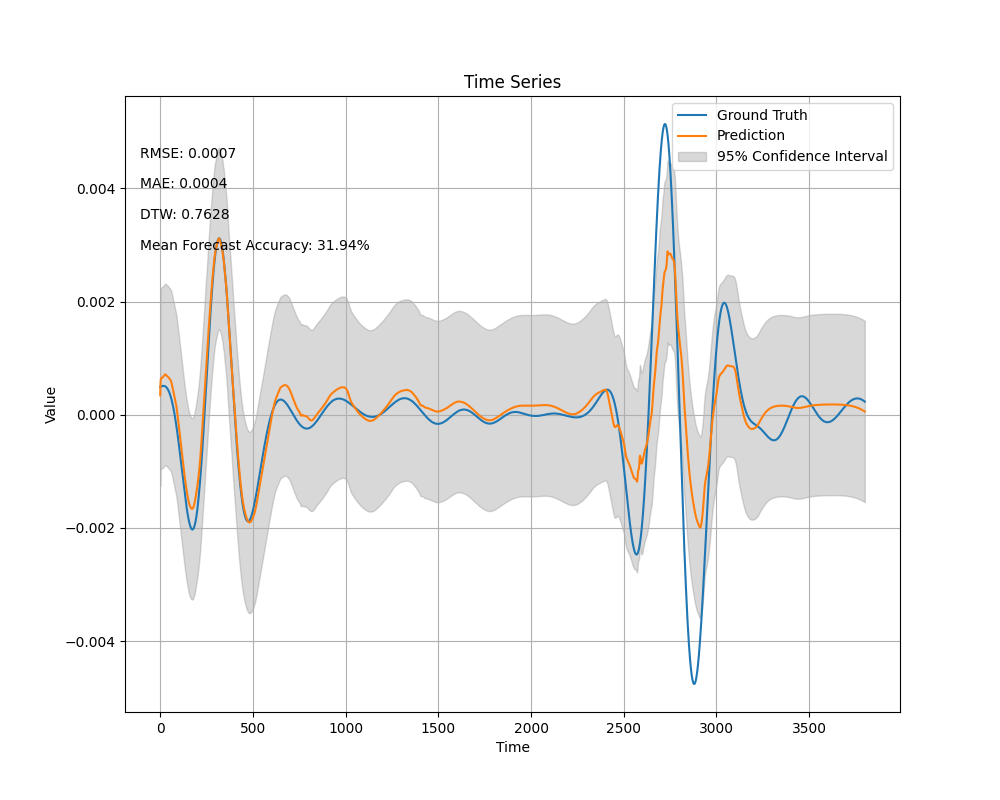 Time Series
Ground Truth
Prediction
95% Confidence Interval
RMSE: 0.0007
MAE: 0.0004
DTW: 0.7628
Mean Forecast Accuracy: 31.94%
0.004
0.002
0.000
−0.002
−0.004
Value
0 500 1000 1500 2000 2500 3000 3500
Time